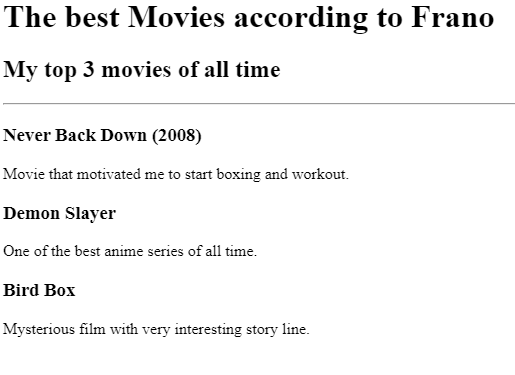 The best Movies according to Frano
My top 3 movies of all time
Never Back Down (2008)
Movie that motivated me to start boxing and workout.
Demon Slayer
One of the best anime series of all time.
Bird Box
Mysterious film with very interesting story line.